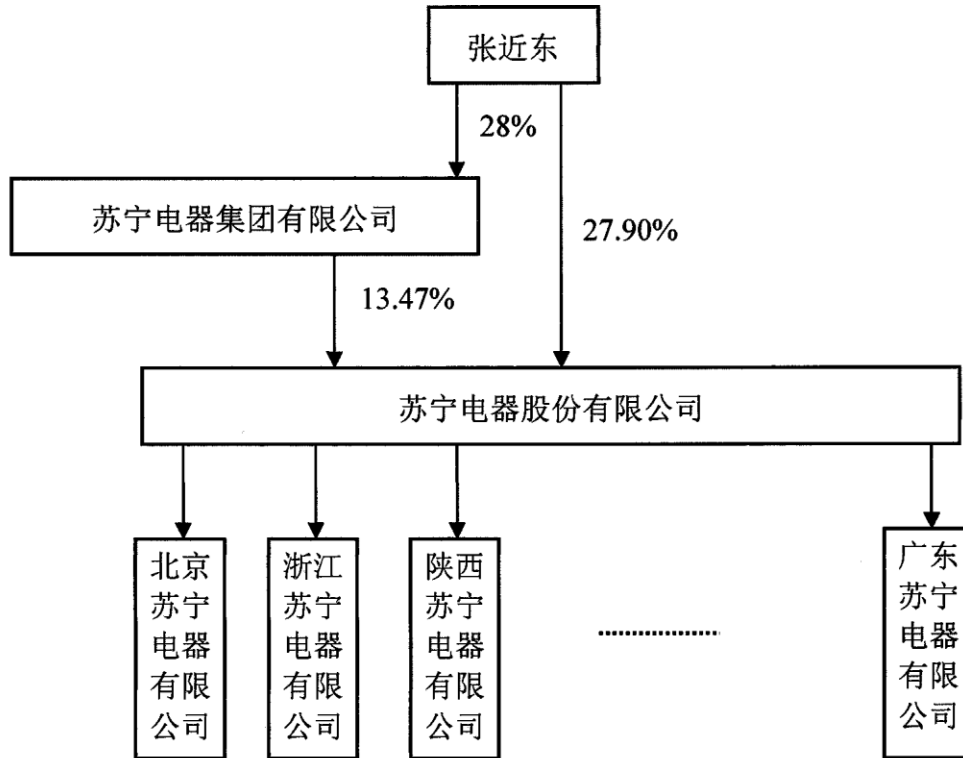 张近东
28%
苏宁电器集团有限公司
27.90%
13.47%
苏宁电器股份有限公司
北京
苏宁
电器
有限
公司
浙江
苏宁
电器
有限
公司
陕西
苏宁
电器
有限
公司
广东
苏宁
电器
有限
公司